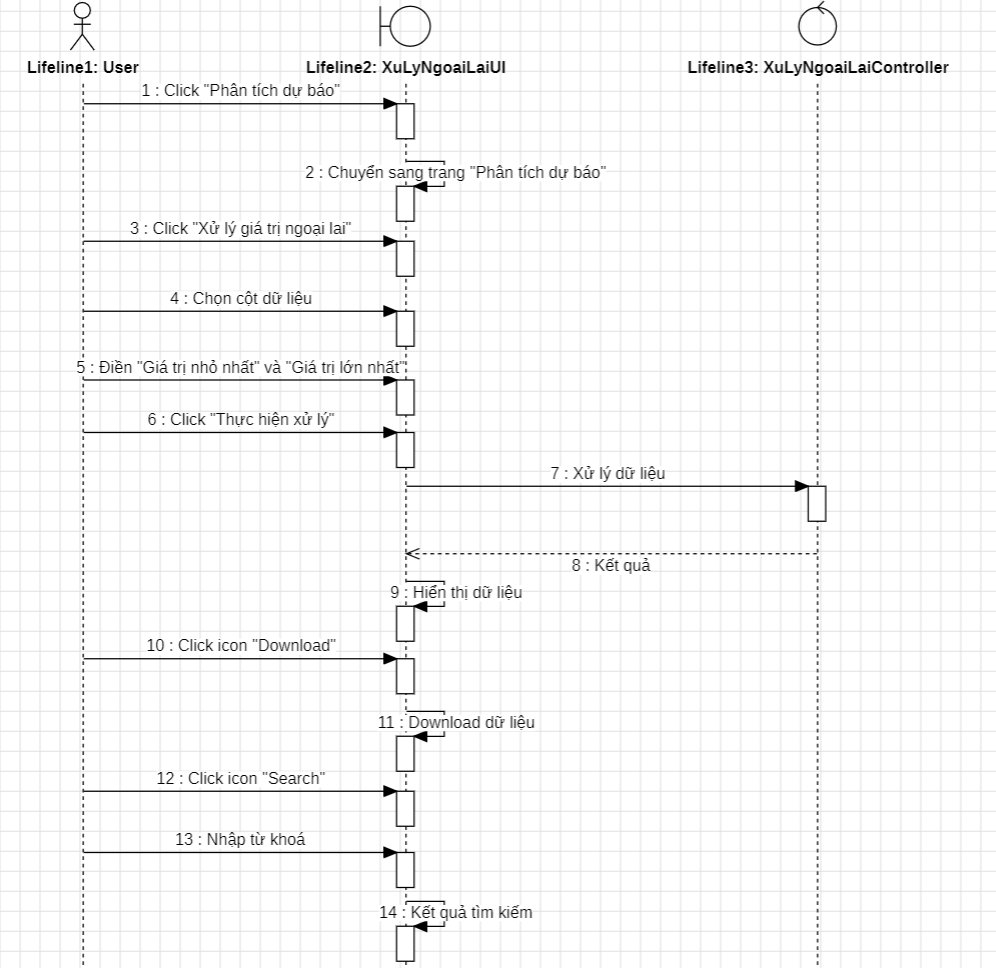 Lifeline1: User
Lifeline2: XuLyNgoaiLaiUI
Lifeline3: XuLyNgoaiLaiController
1 : Click "Phân tích dự báo"
2 : Chuyển sang trang "Phân tích dự báo"
3 : Click "Xử lý giá trị ngoại lai"
4 : Chọn cột dữ liệu
5 : Điền "Giá trị nhỏ nhất" và "Giá trị lớn nhất"
6 : Click "Thực hiện xử lý"
7 : Xử lý dữ liệu
8 : Kết quả
9 : Hiển thị dữ liệu
10 : Click icon "Download"
11 : Download dữ liệu
12 : Click icon "Search"
13 : Nhập từ khoá
14 : Kết quả tìm kiếm